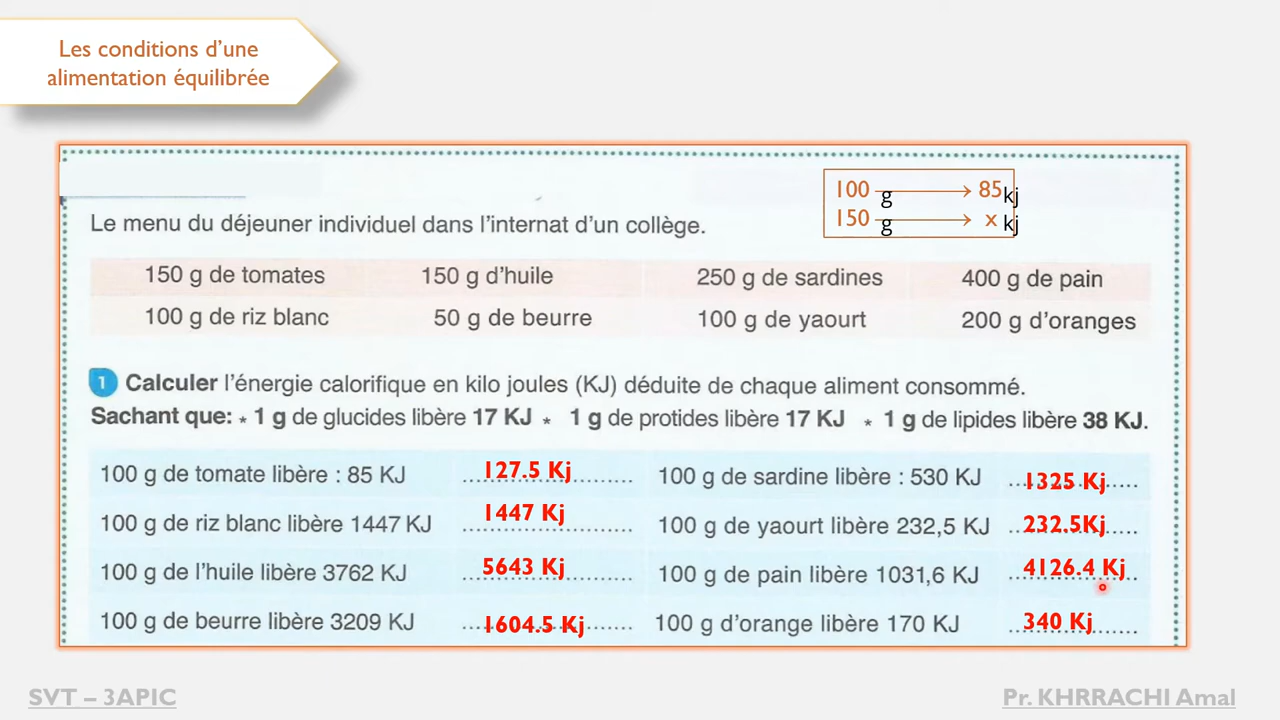 Les conditions d'une
alimentation équilibrée
100 g → 85 kj
150 g → x kj
Le menu du déjeuner individuel dans l'internat d'un collège.
150 g de tomates 150 g d'huile 250 g de sardines 400 g de pain
100 g de riz blanc 50 g de beurre 100 g de yaourt 200 g d'oranges
1 Calculer l'énergie calorifique en kilo joules (KJ) déduite de chaque aliment consommé.
Sachant que: * 1 g de glucides libère 17 KJ * 1 g de protides libère 17 KJ * 1 g de lipides libère 38 KJ.
100 g de tomate libère : 85 KJ 127.5 Kj 100 g de sardine libère : 530 KJ 1325 Kj
100 g de riz blanc libère 1447 KJ 1447 Kj 100 g de yaourt libère 232,5 KJ 232.5Kj
100 g de l'huile libère 3762 KJ 5643 Kj 100 g de pain libère 1031,6 KJ 4126.4 Kj
100 g de beurre libère 3209 KJ 1604.5 Kj 100 g d'orange libère 170 KJ 340 Kj
SVT – 3APIC Pr. KHRRACHI Amal